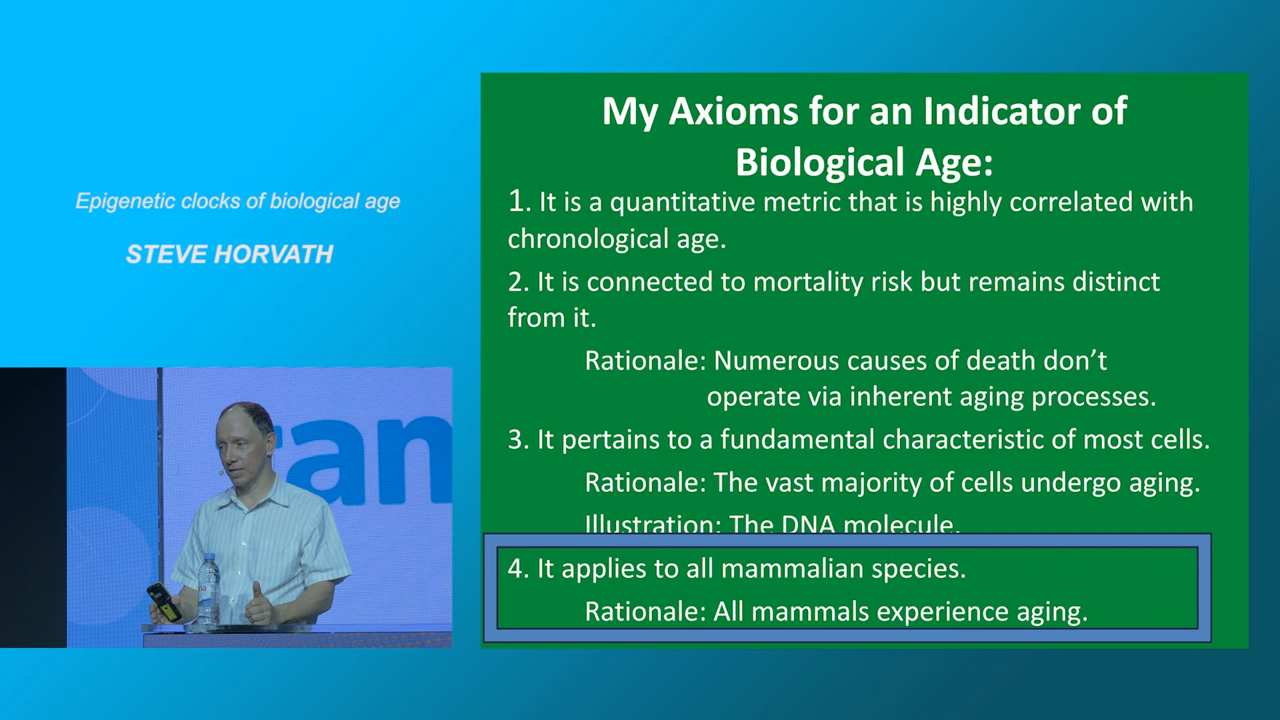 Epigenetic clocks of biological age
STEVE HORVATH
My Axioms for an Indicator of
Biological Age:
1. It is a quantitative metric that is highly correlated with
chronological age.
2. It is connected to mortality risk but remains distinct
from it.
Rationale: Numerous causes of death don’t
operate via inherent aging processes.
3. It pertains to a fundamental characteristic of most cells.
Rationale: The vast majority of cells undergo aging.
Illustration: The DNA molecule.
4. It applies to all mammalian species.
Rationale: All mammals experience aging.